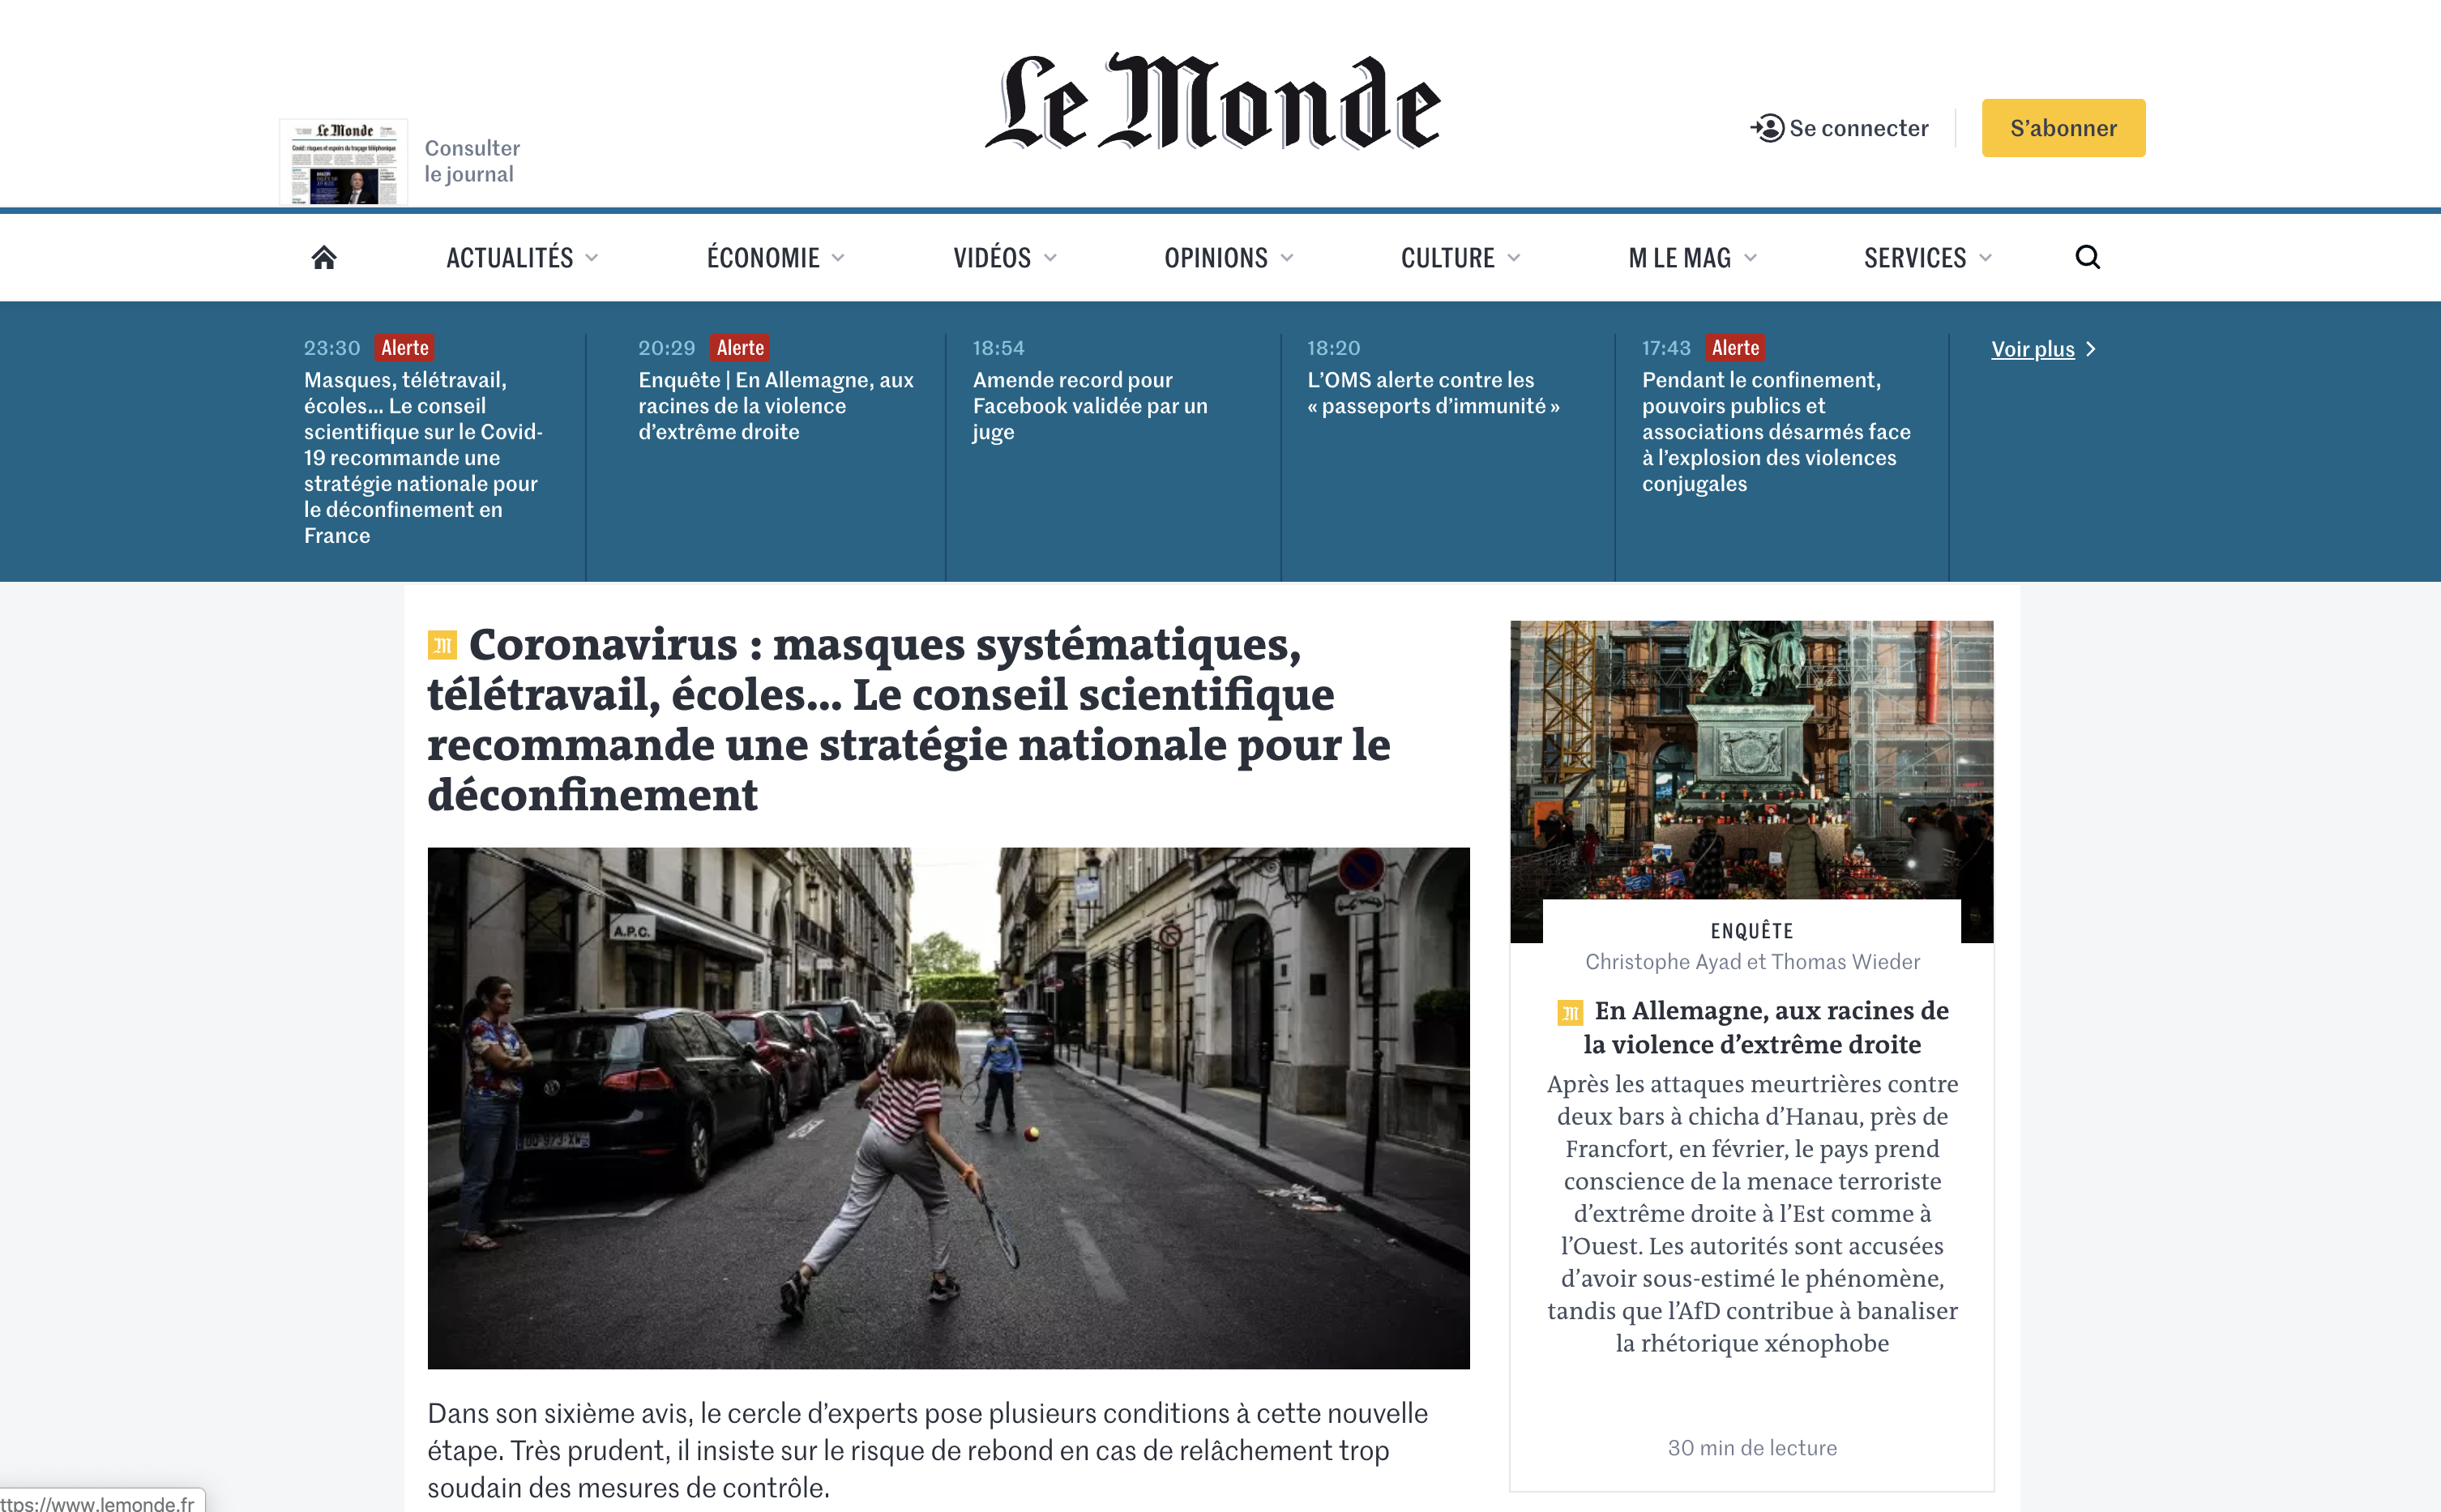 Le Monde
Le Monde
Covid : risques et espoirs du traçage téléphonique
Consulter
le journal
Se connecter
S’abonner
ACTUALITÉS
ÉCONOMIE
VIDÉOS
OPINIONS
CULTURE
M LE MAG
SERVICES
23:30 Alerte
Masques, télétravail,
écoles... Le conseil
scientifique sur le Covid-
19 recommande une
stratégie nationale pour
le déconfinement en
France
20:29 Alerte
Enquête | En Allemagne, aux
racines de la violence
d’extrême droite
18:54
Amende record pour
Facebook validée par un
juge
18:20
L’OMS alerte contre les
« passeports d’immunité »
17:43 Alerte
Pendant le confinement,
pouvoirs publics et
associations désarmés face
à l’explosion des violences
conjugales
Voir plus
M Coronavirus : masques systématiques,
télétravail, écoles... Le conseil scientifique
recommande une stratégie nationale pour le
déconfinement
A.P.C.
Dans son sixième avis, le cercle d’experts pose plusieurs conditions à cette nouvelle
étape. Très prudent, il insiste sur le risque de rebond en cas de relâchement trop
soudain des mesures de contrôle.
ENQUÊTE
Christophe Ayad et Thomas Wieder
M En Allemagne, aux racines de
la violence d’extrême droite
Après les attaques meurtrières contre
deux bars à chicha d’Hanau, près de
Francfort, en février, le pays prend
conscience de la menace terroriste
d’extrême droite à l’Est comme à
l’Ouest. Les autorités sont accusées
d’avoir sous-estimé le phénomène,
tandis que l’AfD contribue à banaliser
la rhétorique xénophobe
30 min de lecture
ttps://www.lemonde.fr